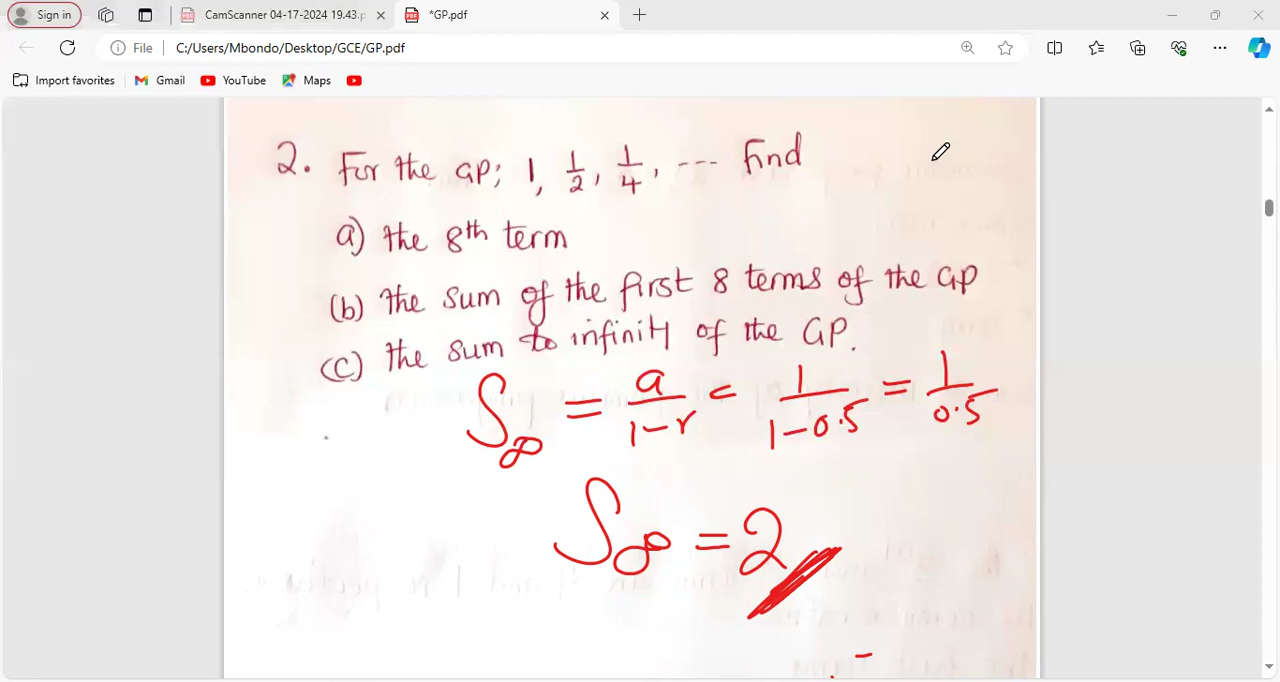 Sign in
CamScanner 04-17-2024 19.43.p
*GP.pdf
File C:/Users/Mbondo/Desktop/GCE/GP.pdf
Import favorites Gmail YouTube Maps
2. For the GP; 1, 1/2, 1/4, --- find
a) the 8th term
(b) the sum of the first 8 terms of the GP
(c) the sum to infinity of the GP.
S∞ = a/(1-r) = 1/(1-0.5) = 1/0.5
S∞ = 2